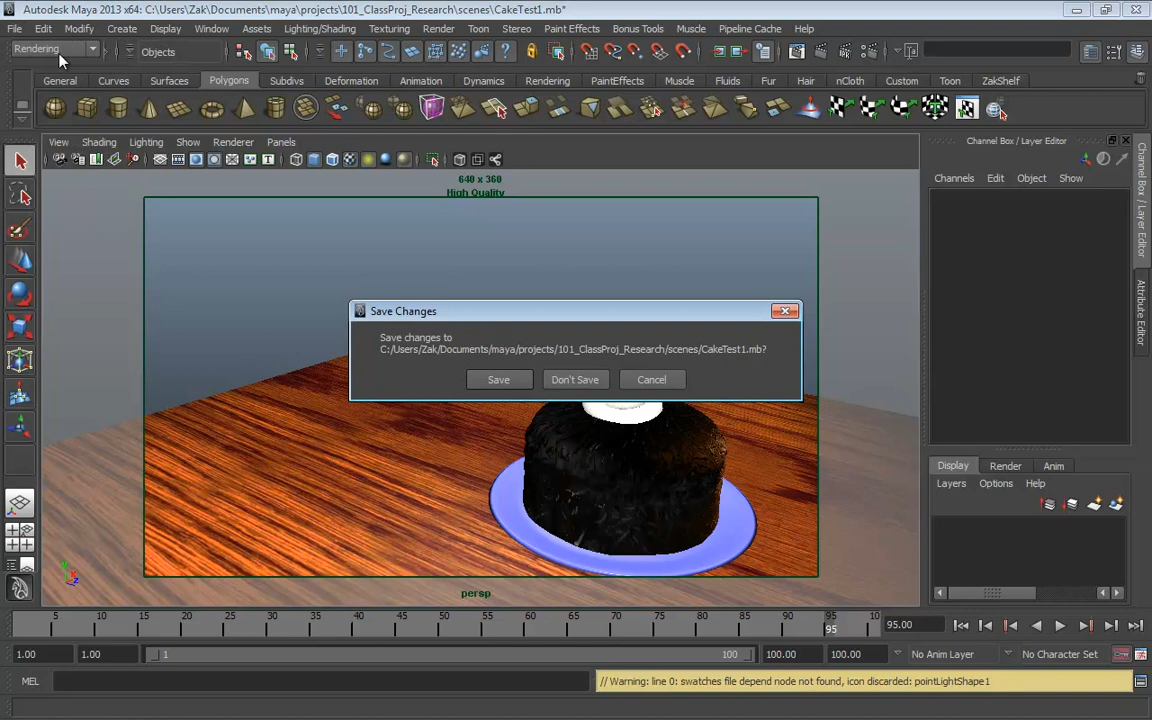 Autodesk Maya 2013 x64: C:\Users\Zak\Documents\maya\projects\101_ClassProj_Research\scenes\CakeTest1.mb*
File Edit Modify Create Display Window Assets Lighting/Shading Texturing Render Toon Stereo Paint Effects Bonus Tools Muscle Pipeline Cache Help
Rendering Objects
General Curves Surfaces Polygons Subdivs Deformation Animation Dynamics Rendering PaintEffects Muscle Fluids Fur Hair nCloth Custom Toon ZakShelf
View Shading Lighting Show Renderer Panels
Channel Box / Layer Editor
Channels Edit Object Show
640 x 360
High Quality
Save Changes
Save changes to
C:/Users/Zak/Documents/maya/projects/101_ClassProj_Research/scenes/CakeTest1.mb?
Save Don't Save Cancel
Channel Box / Layer Editor
Attribute Editor
Display Render Anim
Layers Options Help
persp
5 10 15 20 25 30 35 40 45 50 55 60 65 70 75 80 85 90 95 10
95
95.00
1.00 1.00 1 100 100.00 100.00 No Anim Layer No Character Set
MEL // Warning: line 0: swatches file depend node not found, icon discarded: pointLightShape1